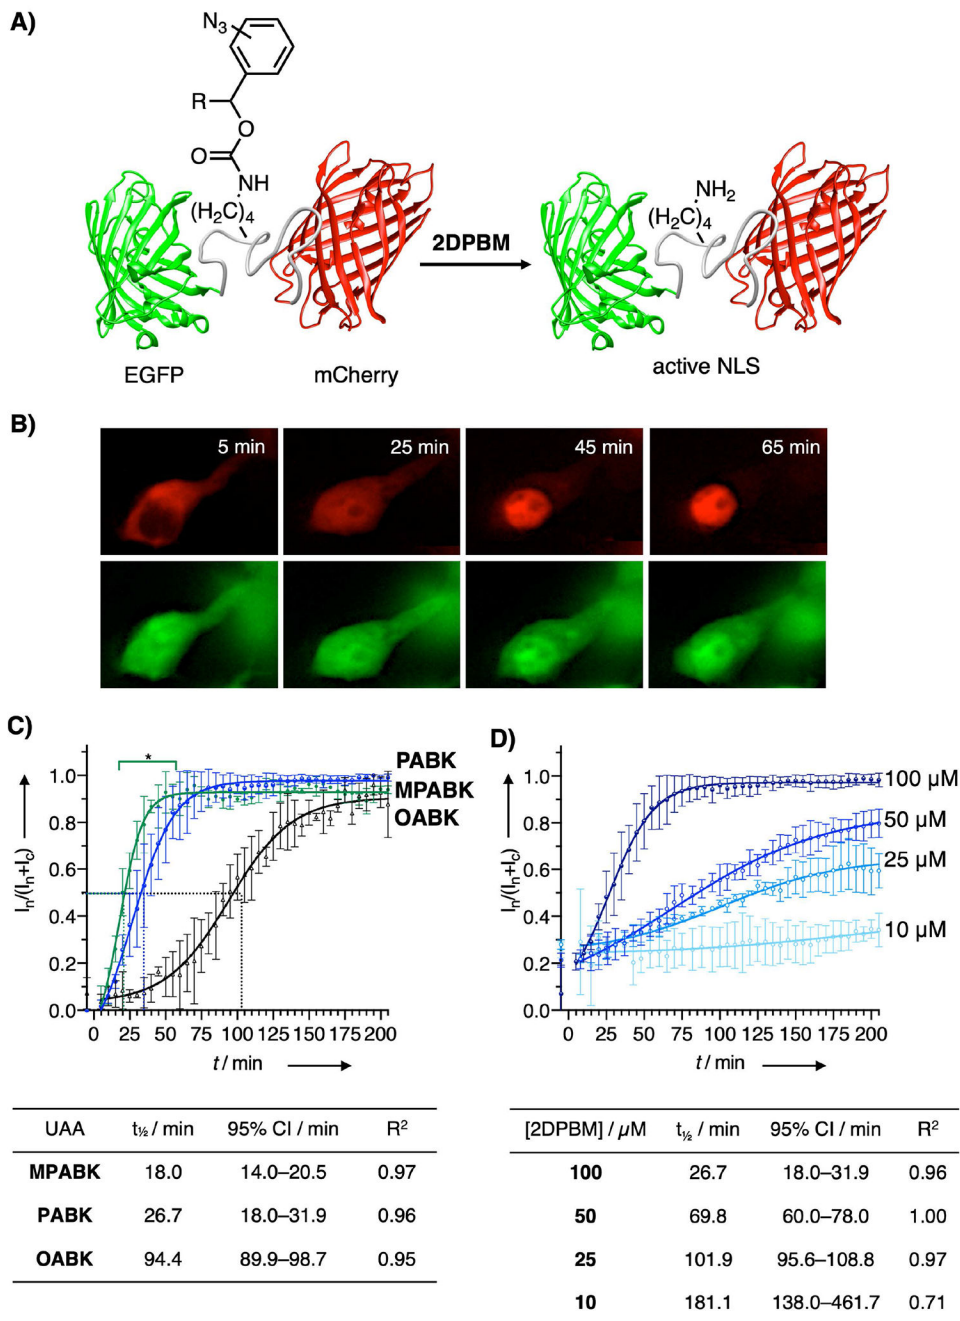 A)
N3
R
O
O
NH
(H2C)4
2DPBM
NH2
(H2C)4
EGFP
mCherry
active NLS
B)
5 min
25 min
45 min
65 min
C)
*
PABK
MPABK
OABK
1.0
0.8
0.6
0.4
0.2
0.0
In/(In+Ic)
0 25 50 75 100 125 150 175 200
t / min
D)
100 µM
50 µM
25 µM
10 µM
1.0
0.8
0.6
0.4
0.2
0.0
In/(In+Ic)
0 25 50 75 100 125 150 175 200
t / min
UAA t½ / min 95% CI / min R²
MPABK 18.0 14.0–20.5 0.97
PABK 26.7 18.0–31.9 0.96
OABK 94.4 89.9–98.7 0.95
[2DPBM] / µM t½ / min 95% CI / min R²
100 26.7 18.0–31.9 0.96
50 69.8 60.0–78.0 1.00
25 101.9 95.6–108.8 0.97
10 181.1 138.0–461.7 0.71